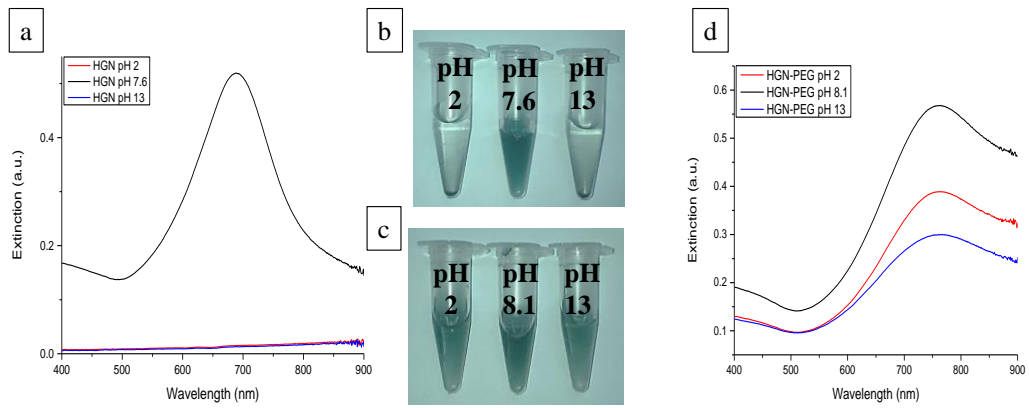 a
HGN pH 2
HGN pH 7.6
HGN pH 13
0.4
0.2
0.0
Extinction (a.u.)
400 500 600 700 800 900
Wavelength (nm)
b
pH pH pH
2 7.6 13
c
pH pH pH
2 8.1 13
d
HGN-PEG pH 2
HGN-PEG pH 8.1
HGN-PEG pH 13
0.7
0.6
0.5
0.4
0.3
0.2
0.1
Extinction (a.u.)
400 500 600 700 800 900
Wavelength (nm)